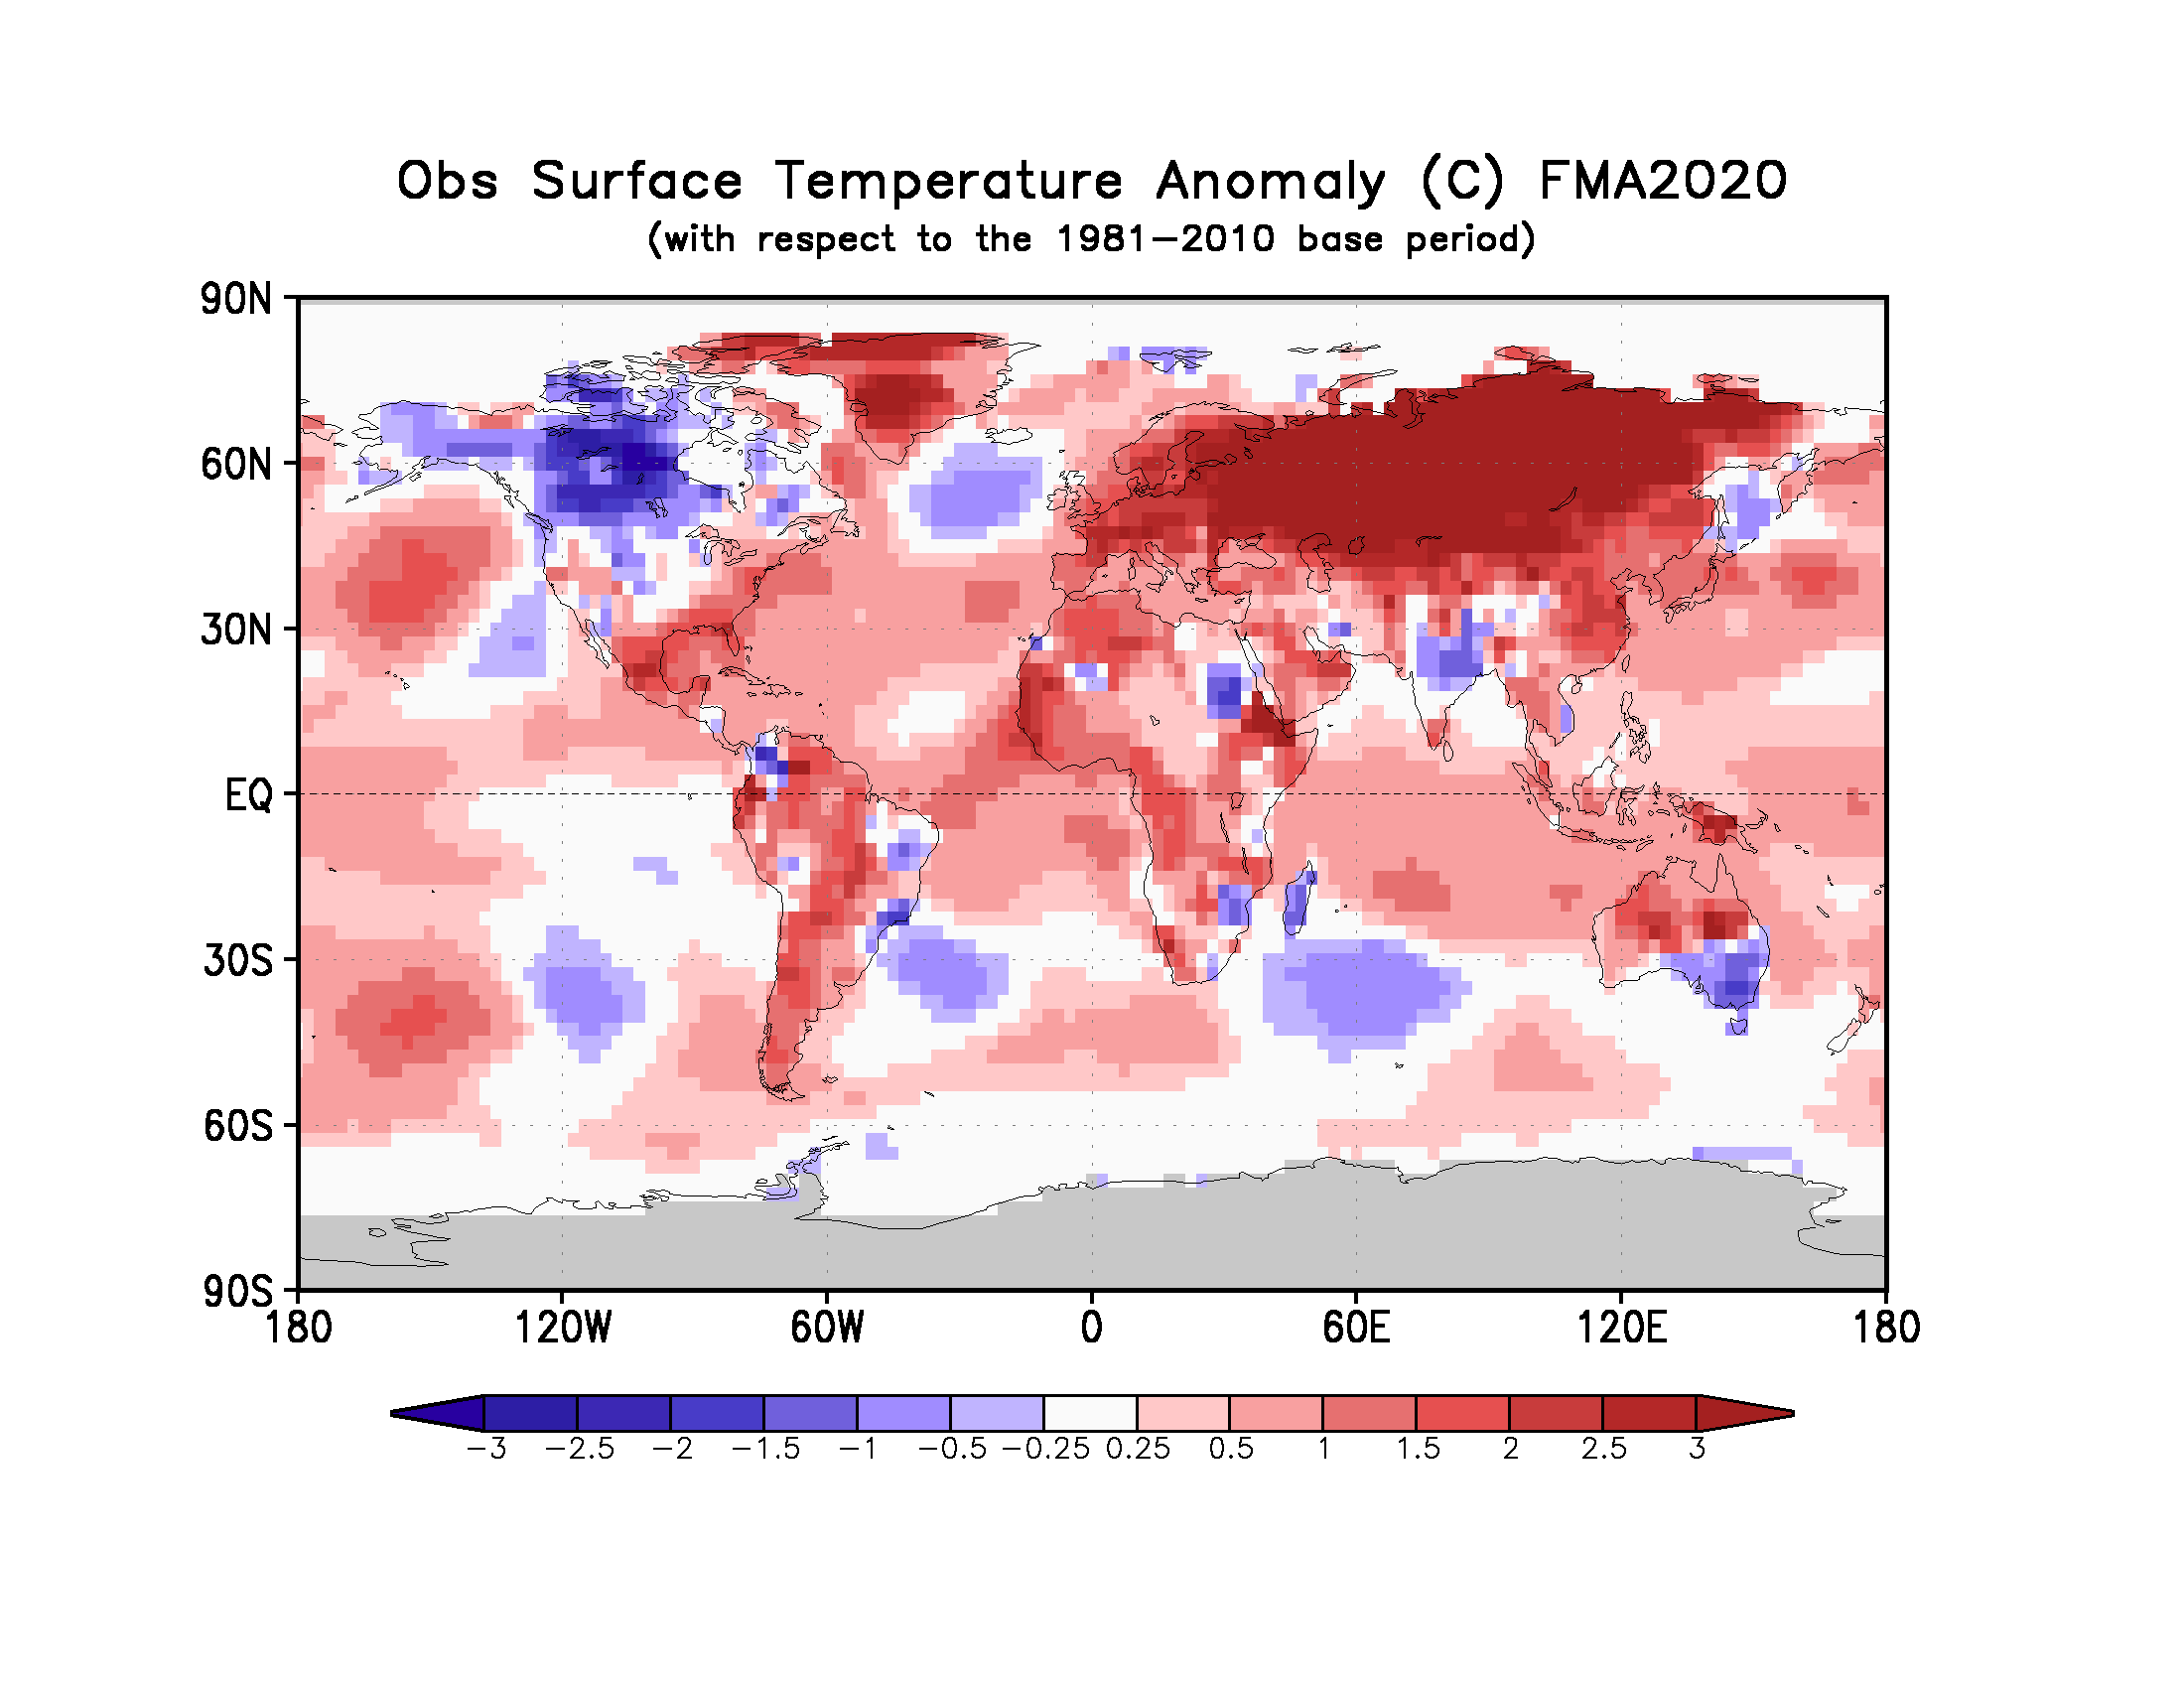 Obs Surface Temperature Anomaly (C) FMA2020
(with respect to the 1981-2010 base period)
90N
60N
30N
EQ
30S
60S
90S
180 120W 60W 0 60E 120E 180
-3 -2.5 -2 -1.5 -1 -0.5 -0.25 0.25 0.5 1 1.5 2 2.5 3